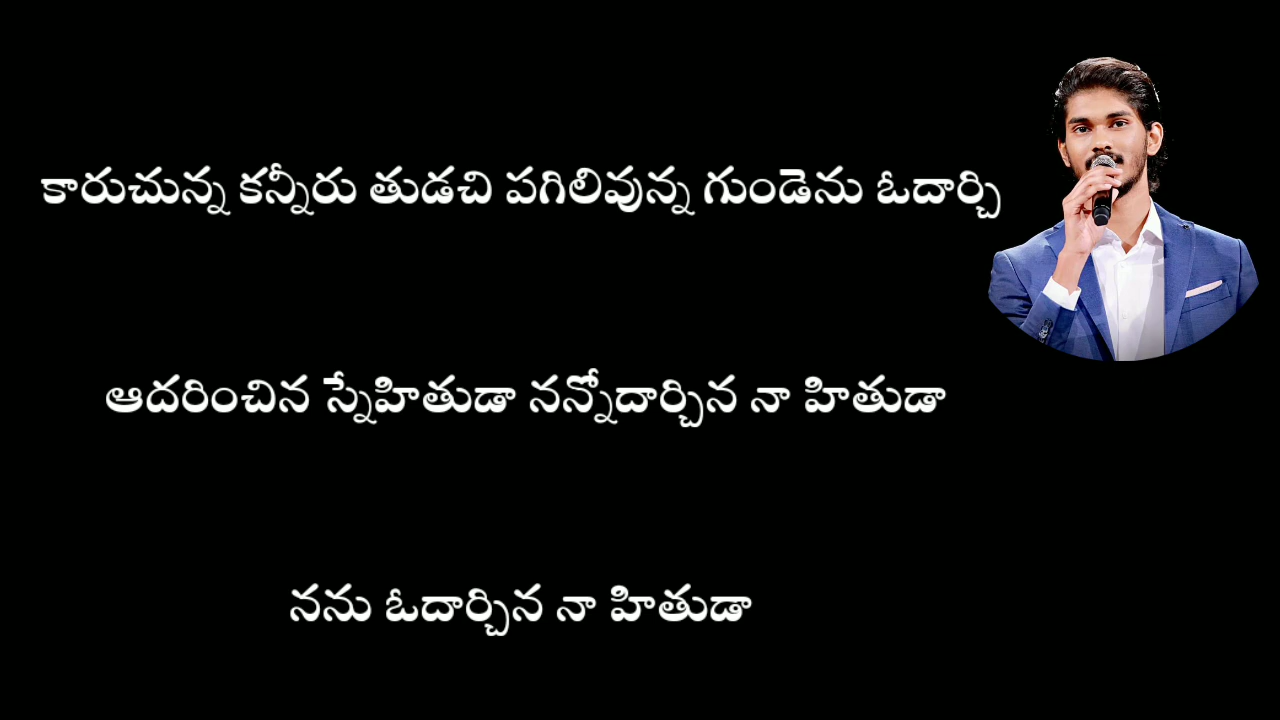 కారుచున్న కన్నీరు తుడచి పగిలివున్న గుండెను ఓదార్చి
ఆదరించిన స్నేహితుడా నన్నోదార్చిన నా హితుడా
నను ఓదార్చిన నా హితుడా